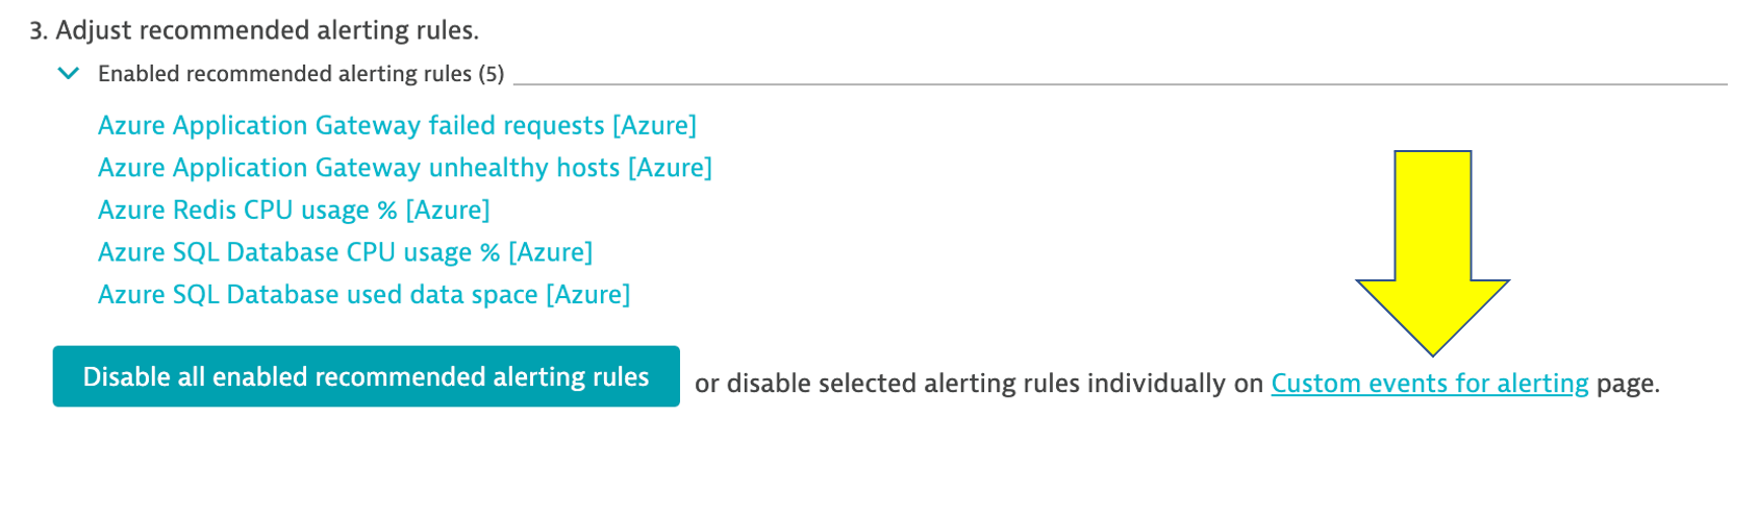 3. Adjust recommended alerting rules.
Enabled recommended alerting rules (5)
Azure Application Gateway failed requests [Azure]
Azure Application Gateway unhealthy hosts [Azure]
Azure Redis CPU usage % [Azure]
Azure SQL Database CPU usage % [Azure]
Azure SQL Database used data space [Azure]
Disable all enabled recommended alerting rules or disable selected alerting rules individually on Custom events for alerting page.